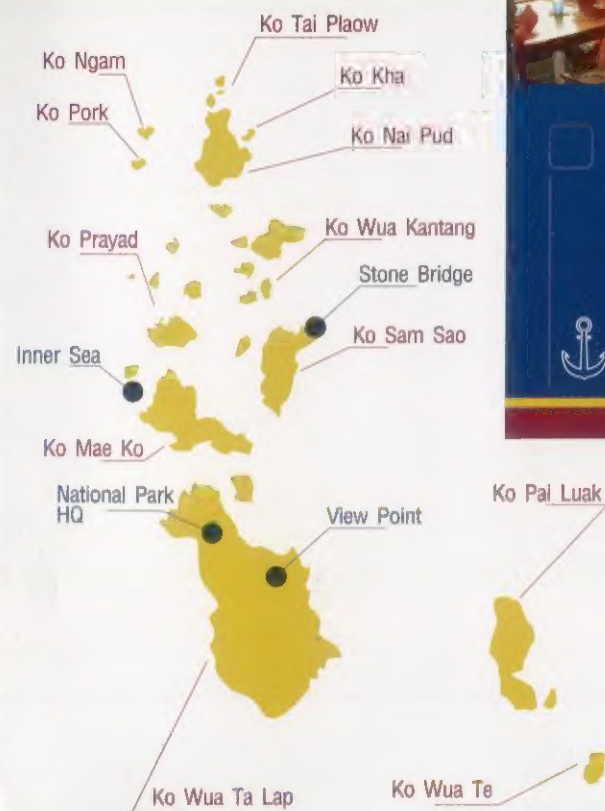 Ko Tai Plaow
Ko Ngam
Ko Kha
Ko Pork
Ko Nai Pud
Ko Wua Kantang
Ko Prayad
Stone Bridge
Ko Sam Sao
Inner Sea
Ko Mae Ko
National Park
HQ
View Point
Ko Pai Luak
Ko Wua Te
Ko Wua Ta Lap